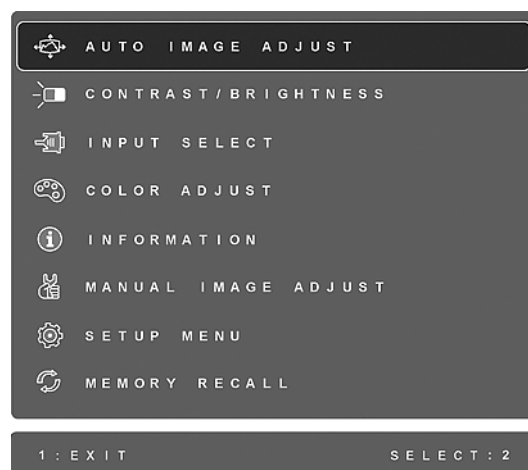 AUTO IMAGE ADJUST
CONTRAST/BRIGHTNESS
INPUT SELECT
COLOR ADJUST
INFORMATION
MANUAL IMAGE ADJUST
SETUP MENU
MEMORY RECALL
1:EXIT SELECT:2